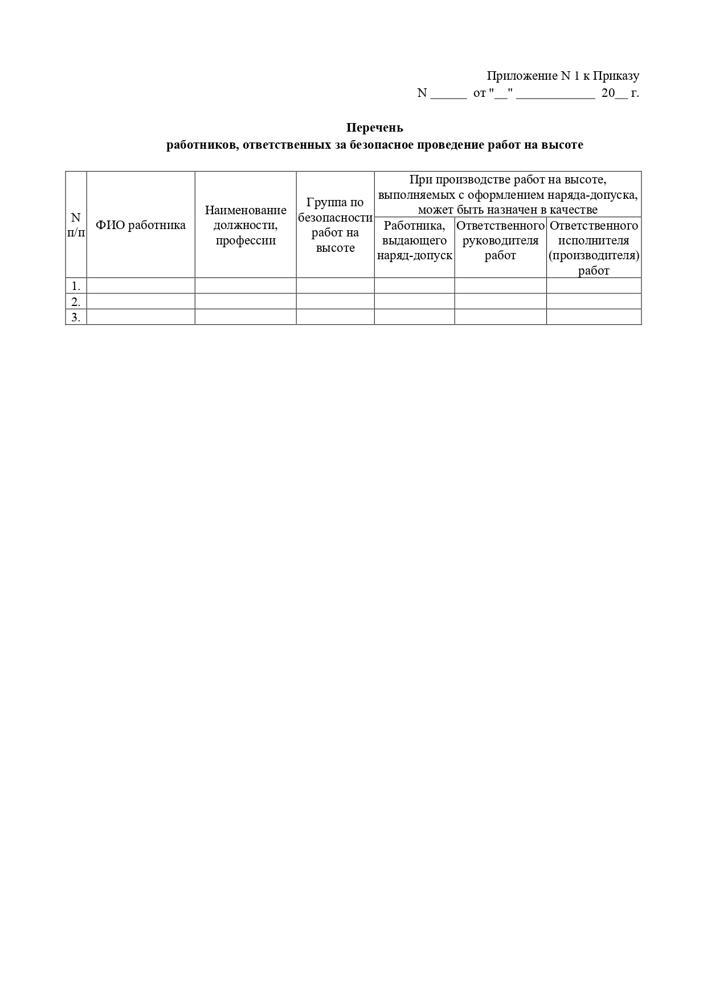 Приложение N 1 к Приказу
N ______ от "__" _____________ 20__ г.
Перечень
работников, ответственных за безопасное проведение работ на высоте
N
п/п
ФИО работника
Наименование
должности,
профессии
Группа по
безопасности
работ на
высоте
При производстве работ на высоте,
выполняемых с оформлением наряда-допуска,
может быть назначен в качестве
Работника,
выдающего
наряд-допуск
Ответственного
руководителя
работ
Ответственного
исполнителя
(производителя)
работ
1.
2.
3.